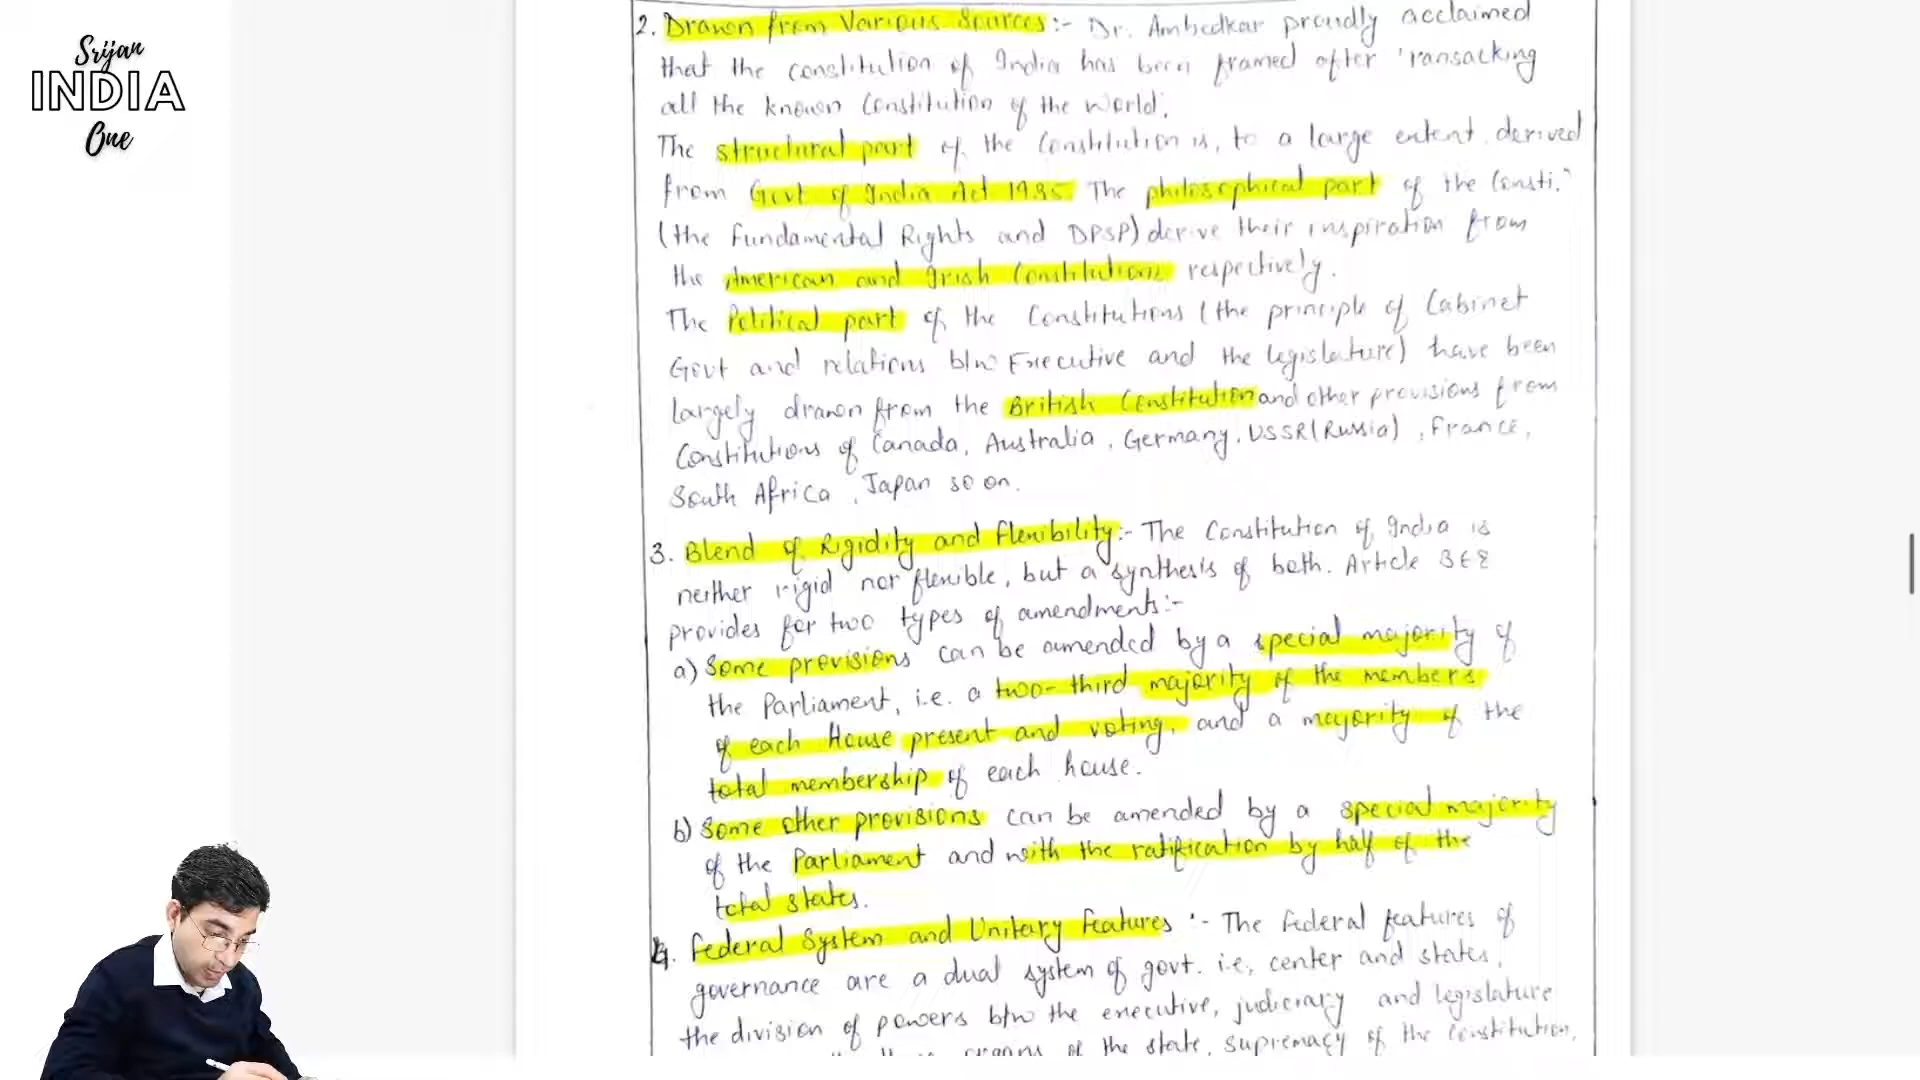 Srijan
INDIA
One
2. Drawn from Various Sources:- Dr. Ambedkar proudly acclaimed
that the constitution of India has been framed after 'ransacking
all the known Constitution of the World'.
The structural part of the Constitution is, to a large extent, derived
from Govt of India Act 1935. The philosophical part of the Consti.
(the Fundamental Rights and DPSP) derive their inspiration from
the American and Irish Constitutions respectively.
The Political part of the Constitutions (the principle of Cabinet
Govt and relations b/w Executive and the legislature) have been
largely drawn from the British Constitution and other provisions from
Constitutions of Canada, Australia, Germany, USSR(Russia), France,
South Africa, Japan so on.
3. Blend of Rigidity and Flexibility:- The Constitution of India is
neither rigid nor flexible, but a synthesis of both. Article 368
provides for two types of amendments:-
a) Some provisions can be amended by a special majority of
the Parliament, i.e. a two-third majority of the members
of each House present and voting, and a majority of the
total membership of each house.
b) Some other provisions can be amended by a special majority
of the Parliament and with the ratification by half of the
total states.
4. Federal System and Unitary Features :- The Federal features of
governance are a dual system of govt. i.e, center and states,
the division of powers b/w the executive, judiciary and legislature
organs of the state, supremacy of the constitution,